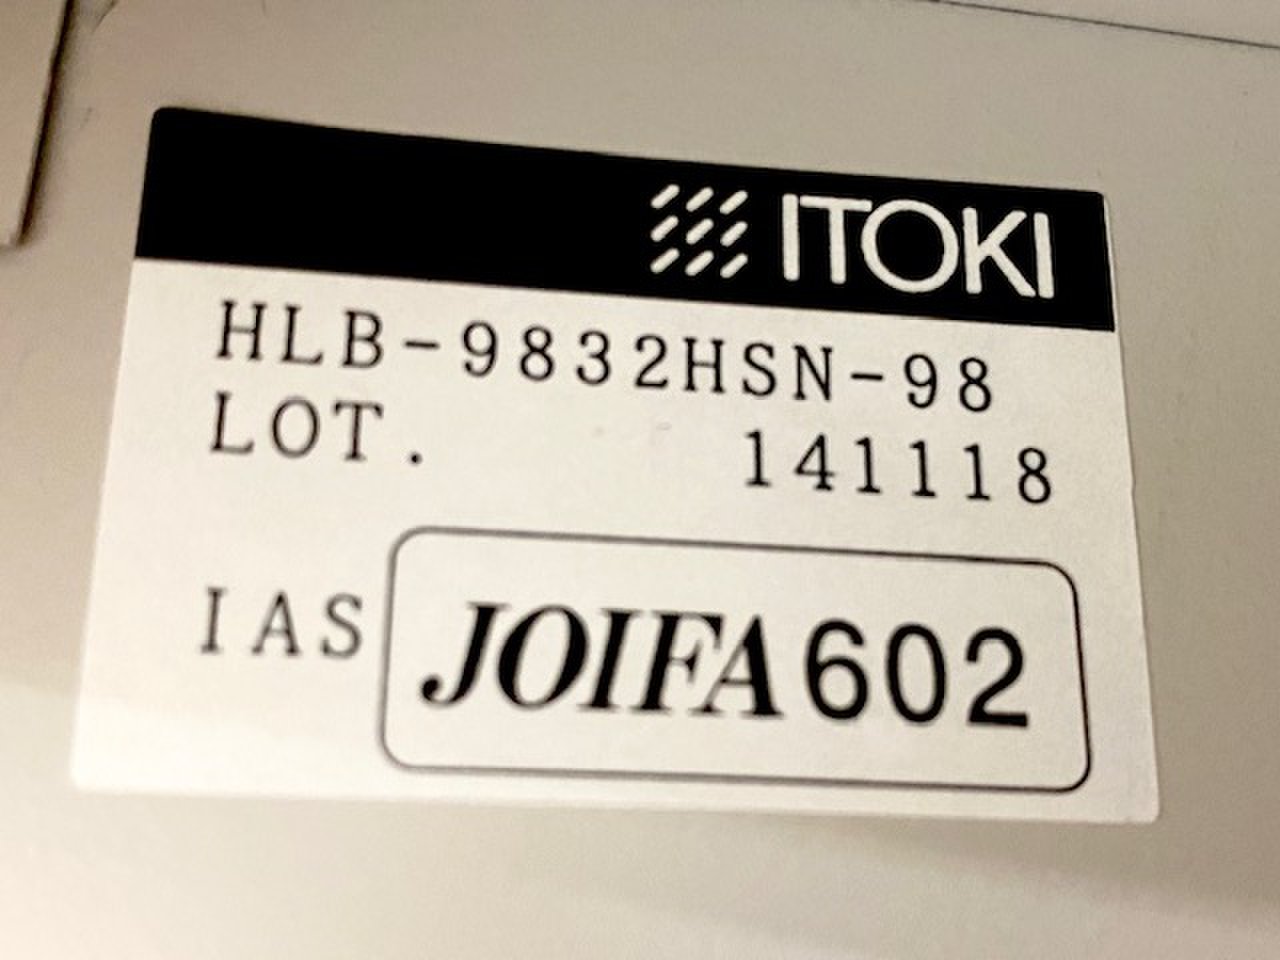 ITOKI
HLB-9832HSN-98
LOT. 141118
IAS JOIFA602